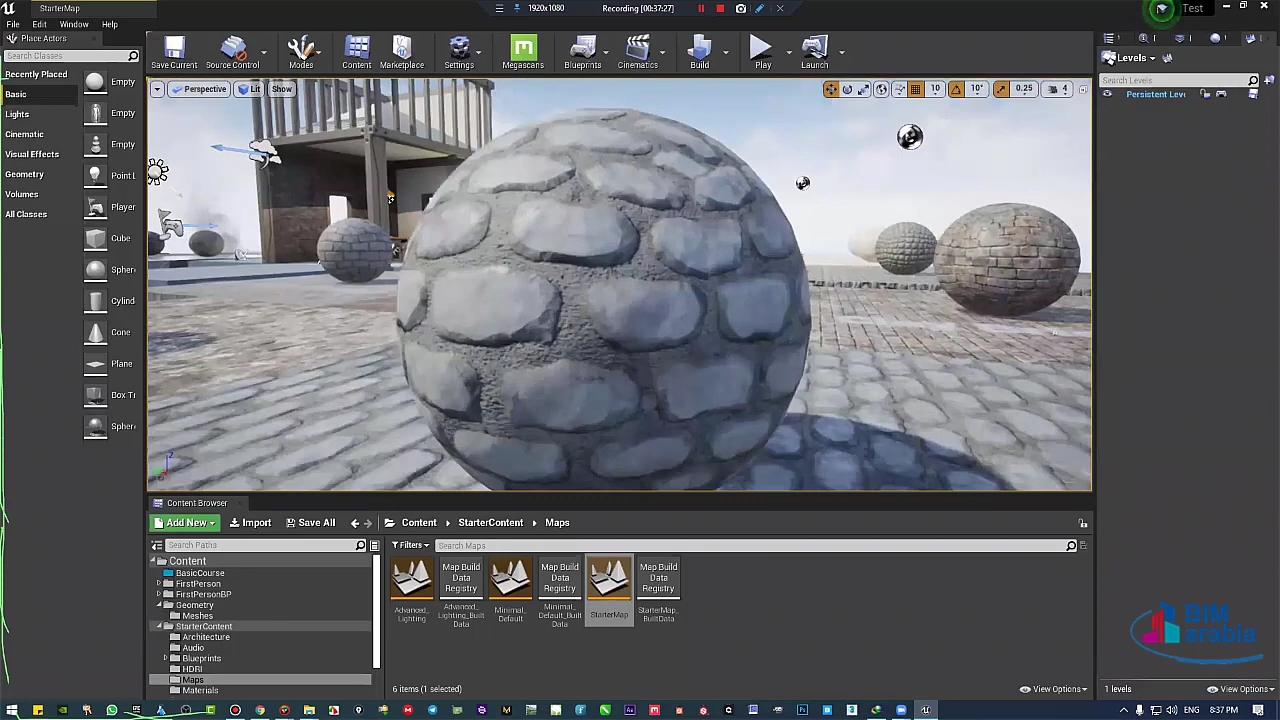 StarterMap
1920x1080
Recording [00:37:27]
Test
File
Edit
Window
Help
Place Actors
Levels
Search Classes
Save Current
Source Control
Modes
Content
Marketplace
Settings
Megascans
Blueprints
Cinematics
Build
Play
Launch
Search Levels
Recently Placed
Basic
Lights
Cinematic
Visual Effects
Geometry
Volumes
All Classes
Empty
Empty
Empty
Point L
Player
Cube
Spher
Cylind
Cone
Plane
Box Tr
Spher
Perspective
Lit
Show
10
10°
0.25
4
Persistent Leve
Content Browser
Add New
Import
Save All
Content
StarterContent
Maps
Search Paths
Filters
Search Maps
Content
BasicCourse
FirstPerson
FirstPersonBP
Geometry
Meshes
StarterContent
Architecture
Audio
Blueprints
HDRI
Maps
Materials
Advanced_
Lighting
Map Build
Data
Registry
Advanced_
Lighting_Built
Data
Minimal_
Default
Map Build
Data
Registry
Minimal_
Default_Built
Data
StarterMap
Map Build
Data
Registry
StarterMap_
BuiltData
6 items (1 selected)
View Options
1 levels
View Options
BIM
arabia
8:37 PM